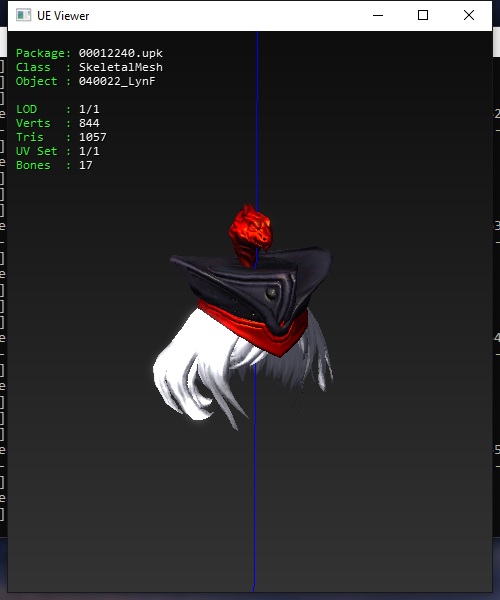 UE Viewer
Package: 00012240.upk
Class  : SkeletalMesh
Object : 040022_LynF
LOD    : 1/1
Verts  : 844
Tris   : 1057
UV Set : 1/1
Bones  : 17